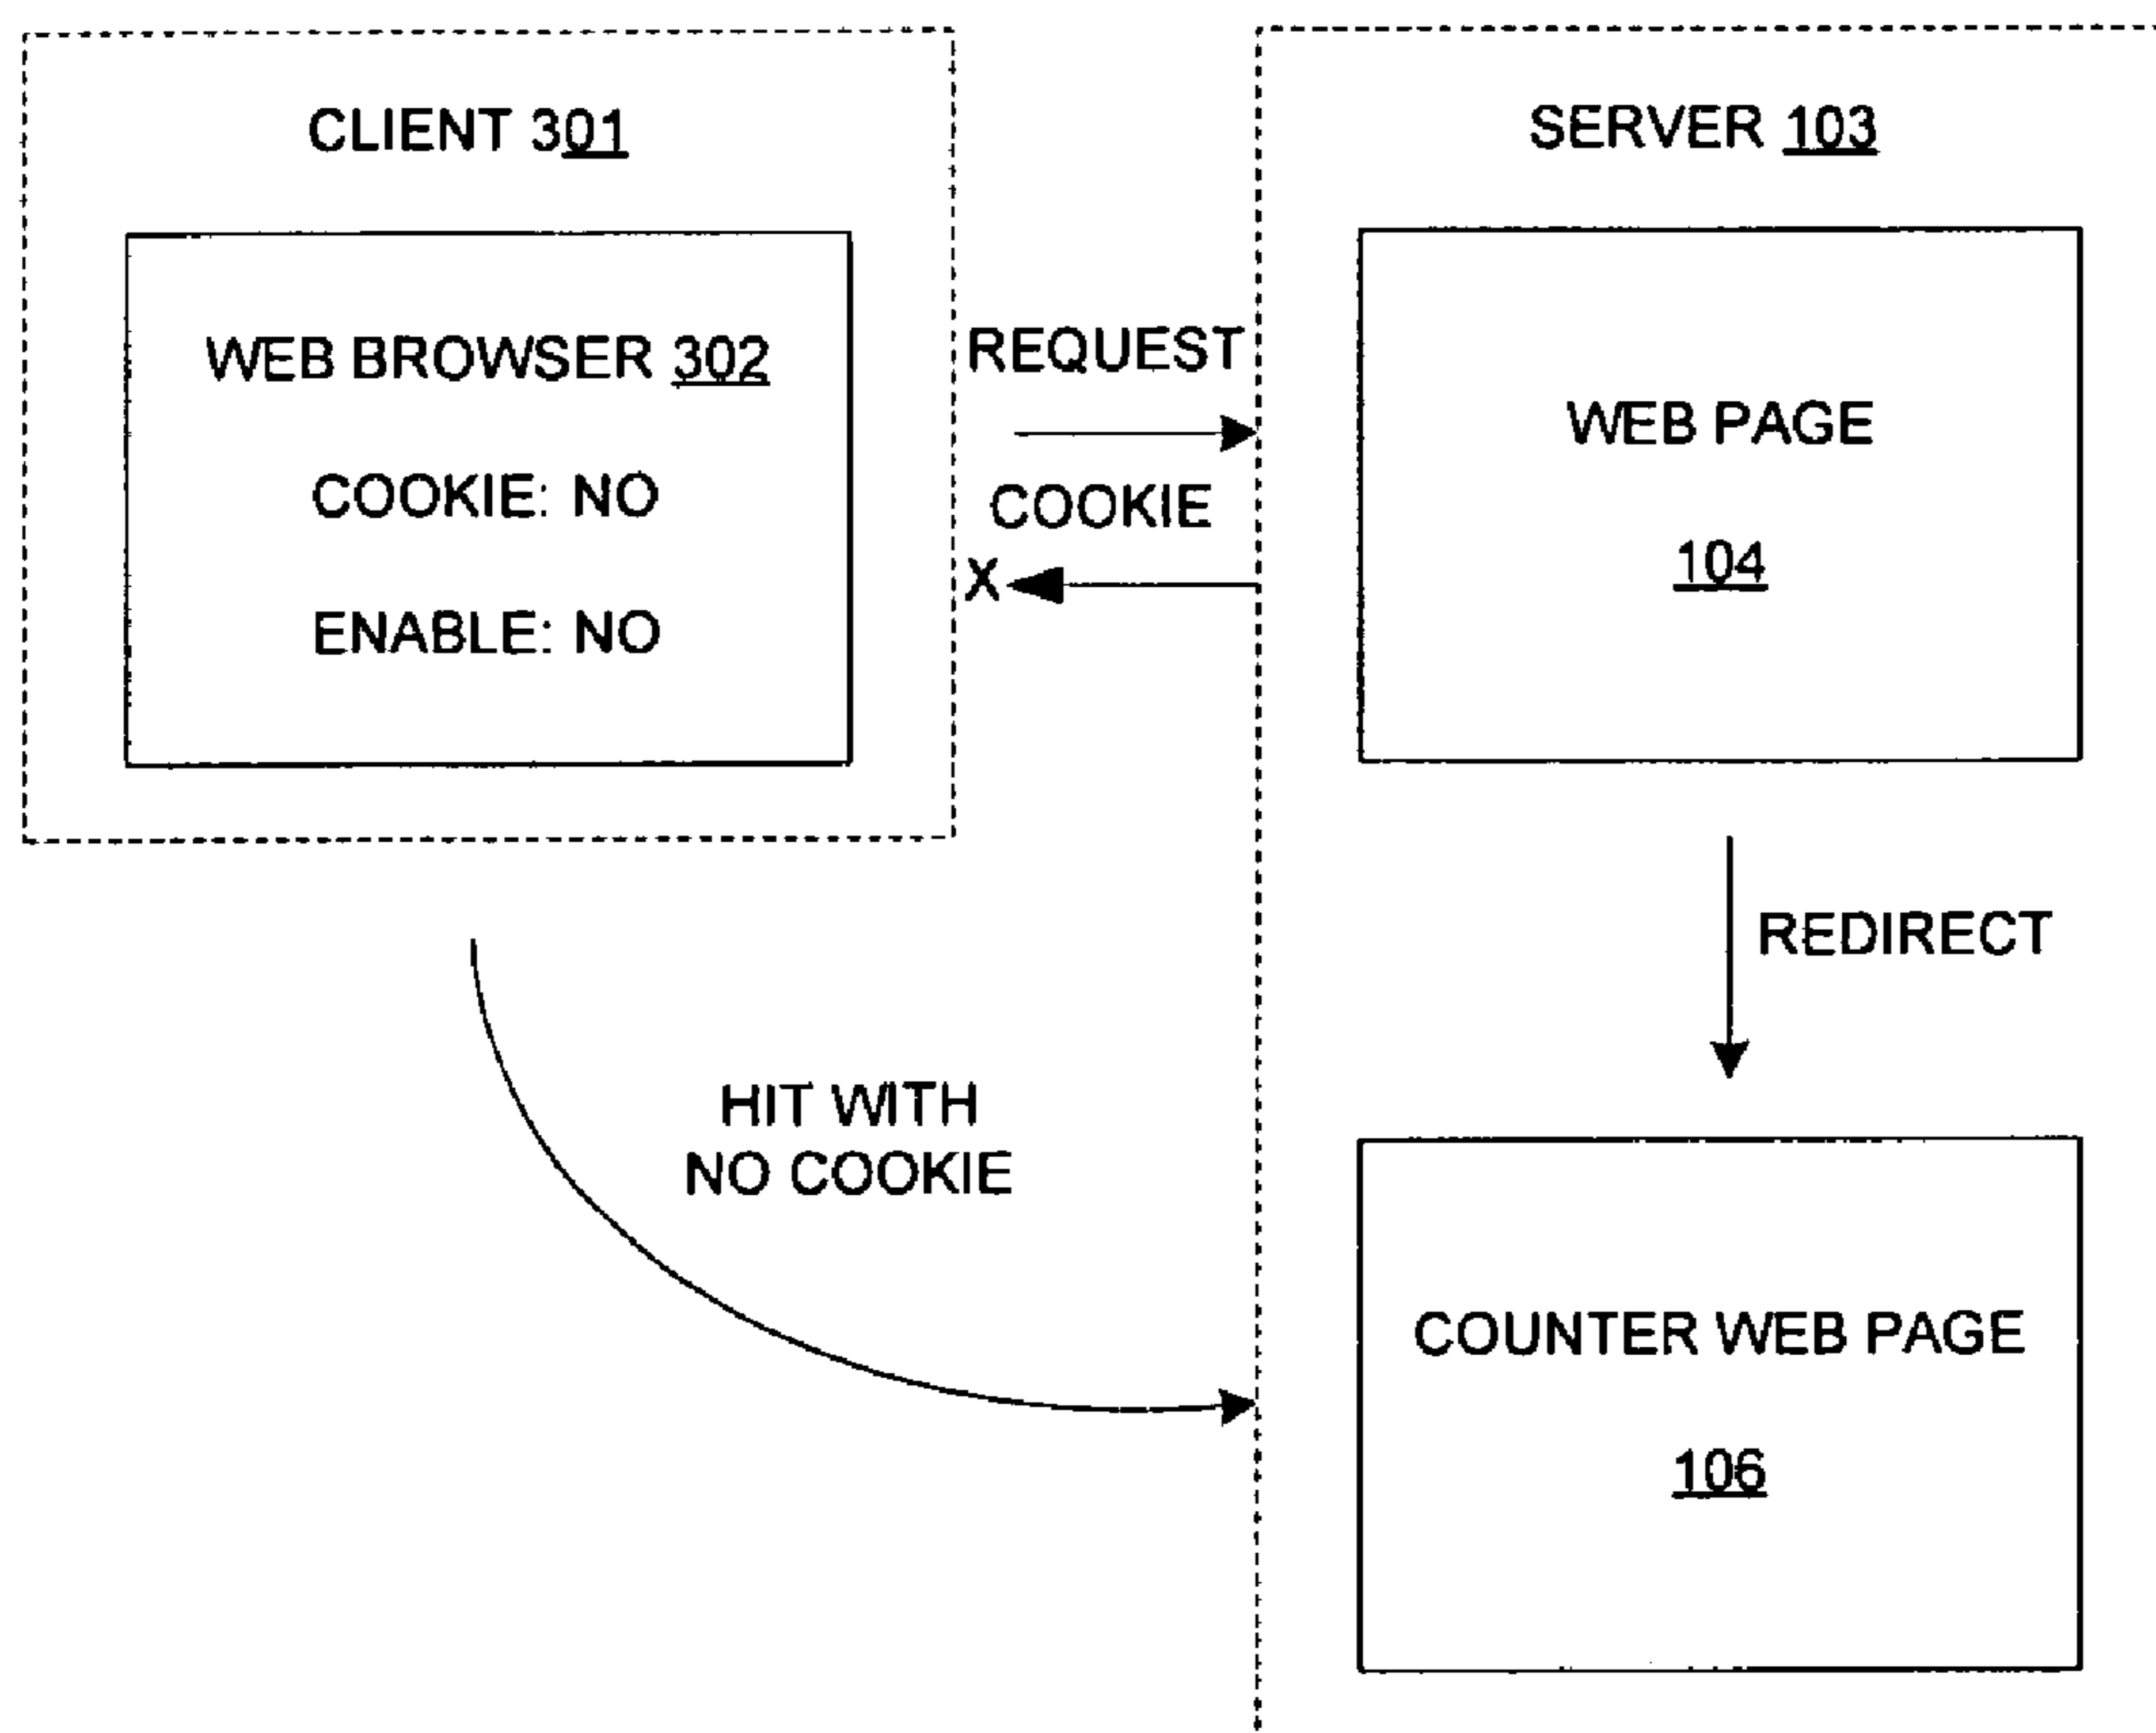 CLIENT 301
WEB BROWSER 302
COOKIE: NO
ENABLE: NO
REQUEST
COOKIE
X
SERVER 103
WEB PAGE
104
REDIRECT
HIT WITH
NO COOKIE
COUNTER WEB PAGE
106